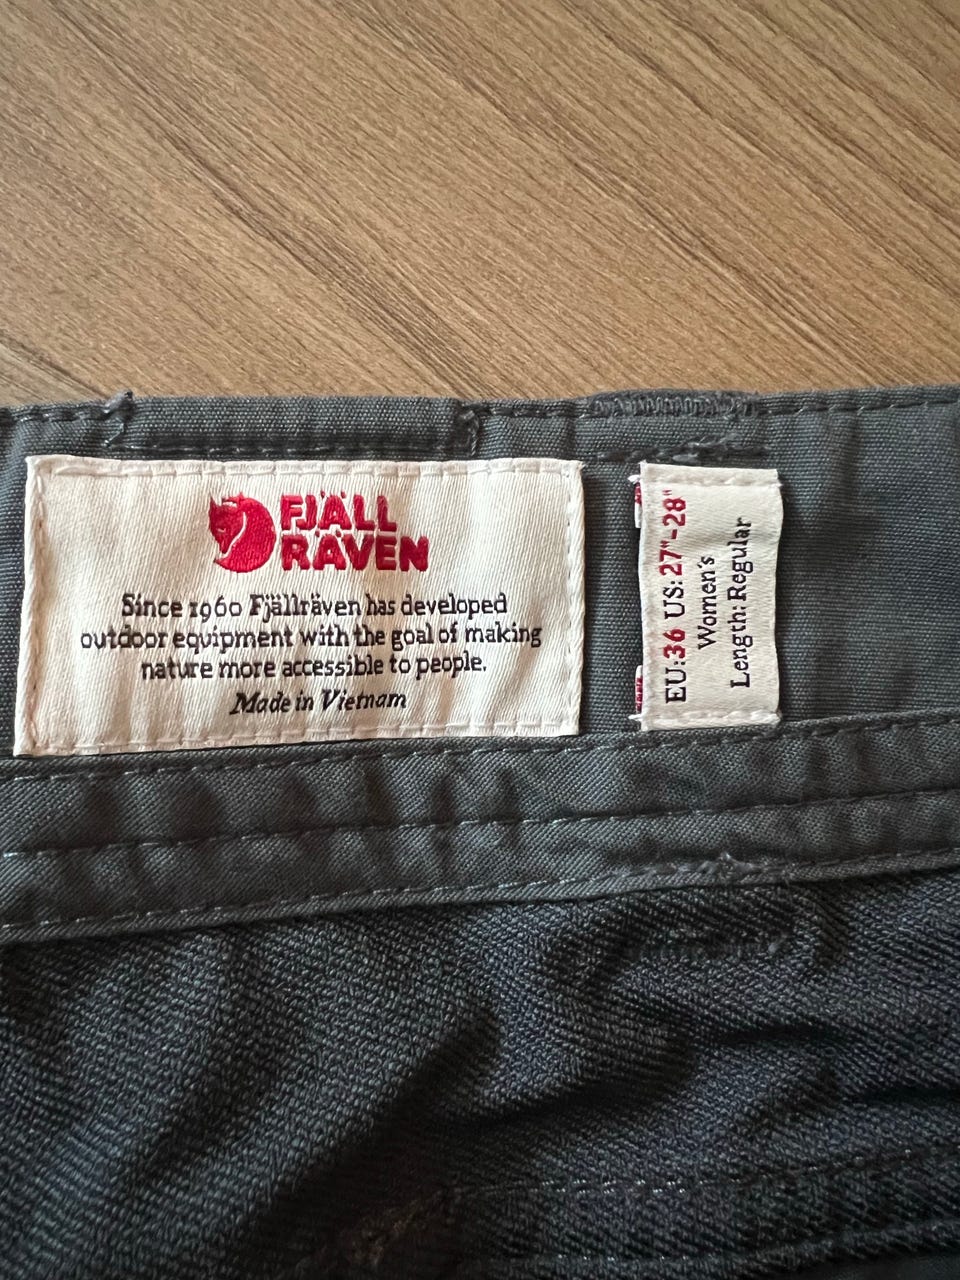 FJÄLL
RÄVEN
Since 1960 Fjällräven has developed
outdoor equipment with the goal of making
nature more accessible to people.
Made in Vietnam
EU:36 US:27"-28"
Women's
Length: Regular